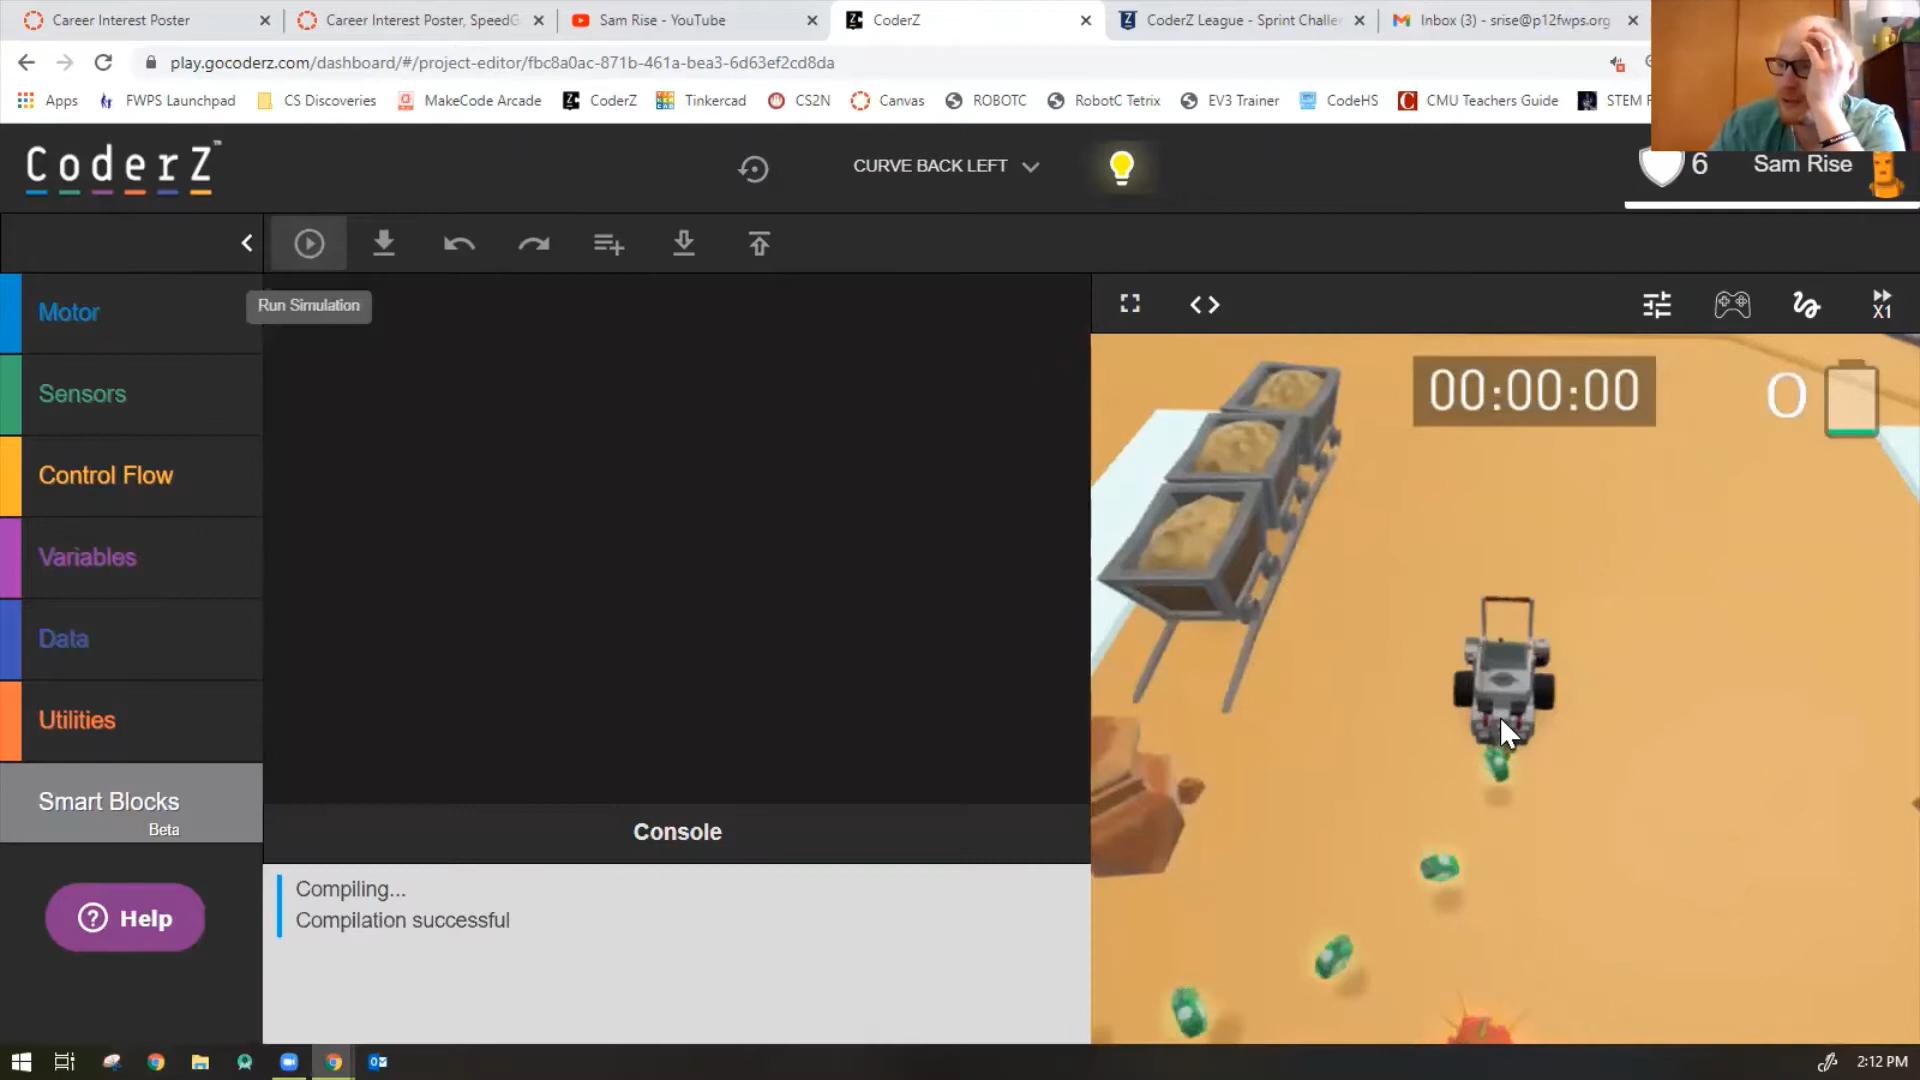 Career Interest Poster
Career Interest Poster, SpeedG
Sam Rise - YouTube
CoderZ
CoderZ League - Sprint Challe
Inbox (3) - srise@p12fwps.org
play.gocoderz.com/dashboard/#/project-editor/fbc8a0ac-871b-461a-bea3-6d63ef2cd8da
Apps
FWPS Launchpad
CS Discoveries
MakeCode Arcade
CoderZ
Tinkercad
CS2N
Canvas
ROBOTC
RobotC Tetrix
EV3 Trainer
CodeHS
CMU Teachers Guide
STEM F
CoderZ™
CURVE BACK LEFT
6
Sam Rise
Run Simulation
Motor
Sensors
Control Flow
Variables
Data
Utilities
Smart Blocks
Beta
Help
X1
00:00:00
0
Console
Compiling...
Compilation successful
2:12 PM